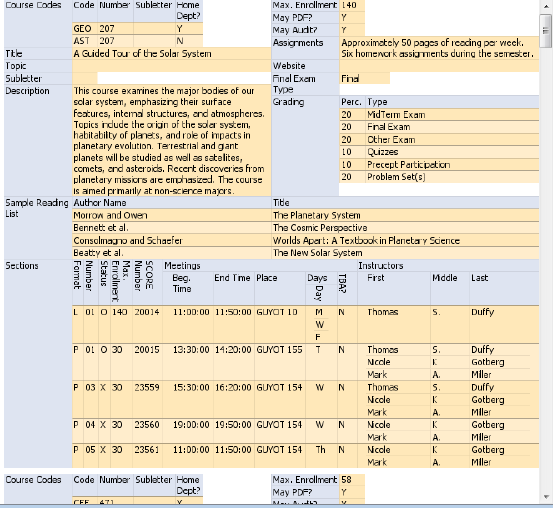 Course Codes Code Number Subletter Home Dept? Max. Enrollment 140
May PDF? Y
GEO 207 Y May Audit? Y
AST 207 N Assignments Approximately 50 pages of reading per week.
Title A Guided Tour of the Solar System Six homework assignments during the semester.
Topic Website
Subletter Final Exam Type Final
Description This course examines the major bodies of our Grading Perc. Type
solar system, emphasizing their surface 20 MidTerm Exam
features, internal structures, and atmospheres. 20 Final Exam
Topics include the origin of the solar system, 20 Other Exam
habitability of planets, and role of impacts in 10 Quizzes
planetary evolution. Terrestrial and giant 10 Precept Participation
planets will be studied as well as satellites, 20 Problem Set(s)
comets, and asteroids. Recent discoveries from
planetary missions are emphasized. The course
is aimed primarily at non-science majors.
Sample Reading List Author Name Title
Morrow and Owen The Planetary System
Bennett et al. The Cosmic Perspective
Consolmagno and Schaefer Worlds Apart: A Textbook in Planetary Science
Beatty et al. The New Solar System
Sections Format Number Status Max. Enrollment SCORE Number Meetings Instructors
Beg. Time End Time Place Days Day TBA? First Middle Last
L 01 O 140 20014 11:00:00 11:50:00 GUYOT 10 M N Thomas S. Duffy
W
F
P 01 O 30 20015 13:30:00 14:20:00 GUYOT 155 T N Thomas S. Duffy
Nicole K Gotberg
Mark A. Miller
P 03 X 30 23559 15:30:00 16:20:00 GUYOT 154 W N Thomas S. Duffy
Nicole K Gotberg
Mark A. Miller
P 04 X 30 23560 19:00:00 19:50:00 GUYOT 154 W N Nicole K Gotberg
Mark A. Miller
P 05 X 30 23561 11:00:00 11:50:00 GUYOT 154 Th N Nicole K Gotberg
Mark A. Miller
Course Codes Code Number Subletter Home Dept? Max. Enrollment 58
May PDF? Y
CEE 471 Y May Audit? Y